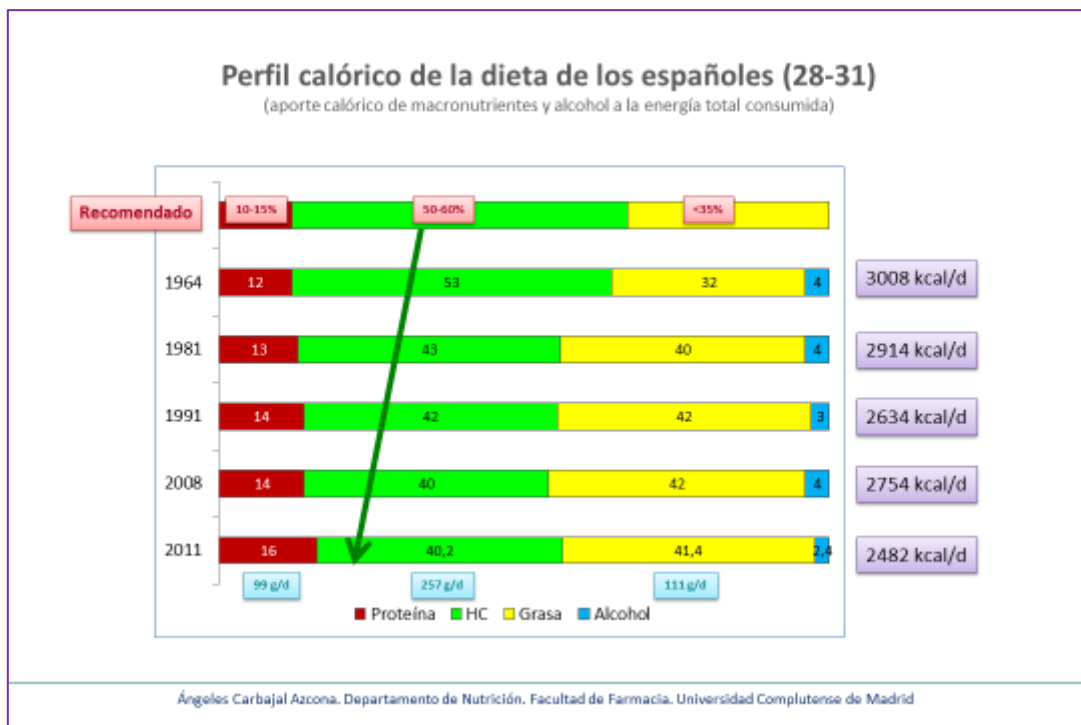 Perfil calórico de la dieta de los españoles (28-31)
(aporte calórico de macronutrientes y alcohol a la energía total consumida)
Recomendado 10-15% 50-60% <35%
1964 12 53 32 4 3008 kcal/d
1981 13 43 40 4 2914 kcal/d
1991 14 42 42 3 2634 kcal/d
2008 14 40 42 4 2754 kcal/d
2011 16 40,2 41,4 2,4 2482 kcal/d
99 g/d 257 g/d 111 g/d
Proteína HC Grasa Alcohol
Ángeles Carbajal Azcona. Departamento de Nutrición. Facultad de Farmacia. Universidad Complutense de Madrid